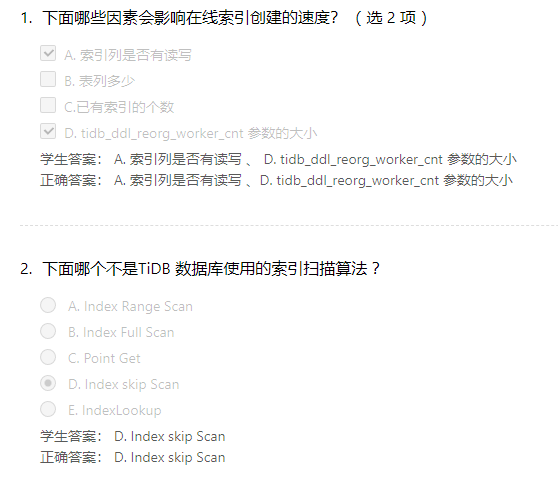 1. 下面哪些因素会影响在线索引创建的速度？（选 2 项）
A. 索引列是否有读写
B. 表列多少
C.已有索引的个数
D. tidb_ddl_reorg_worker_cnt 参数的大小
学生答案： A. 索引列是否有读写 、 D. tidb_ddl_reorg_worker_cnt 参数的大小
正确答案： A. 索引列是否有读写 、D. tidb_ddl_reorg_worker_cnt 参数的大小
2. 下面哪个不是TiDB 数据库使用的索引扫描算法？
A. Index Range Scan
B. Index Full Scan
C. Point Get
D. Index skip Scan
E. IndexLookup
学生答案： D. Index skip Scan
正确答案： D. Index skip Scan